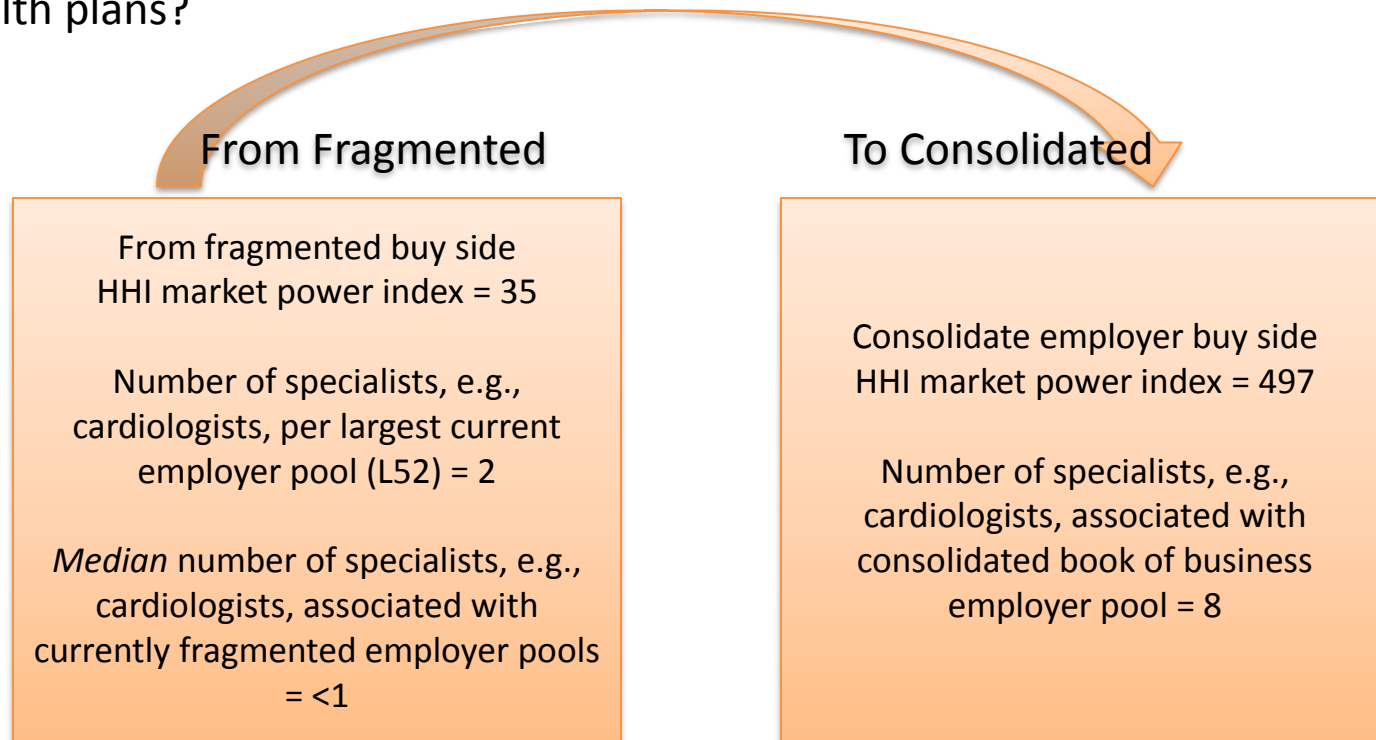 lth plans?
From Fragmented
To Consolidated
From fragmented buy side
HHI market power index = 35
Number of specialists, e.g.,
cardiologists, per largest current
employer pool (L52) = 2
Median number of specialists, e.g.,
cardiologists, associated with
currently fragmented employer pools
= <1
Consolidate employer buy side
HHI market power index = 497
Number of specialists, e.g.,
cardiologists, associated with
consolidated book of business
employer pool = 8